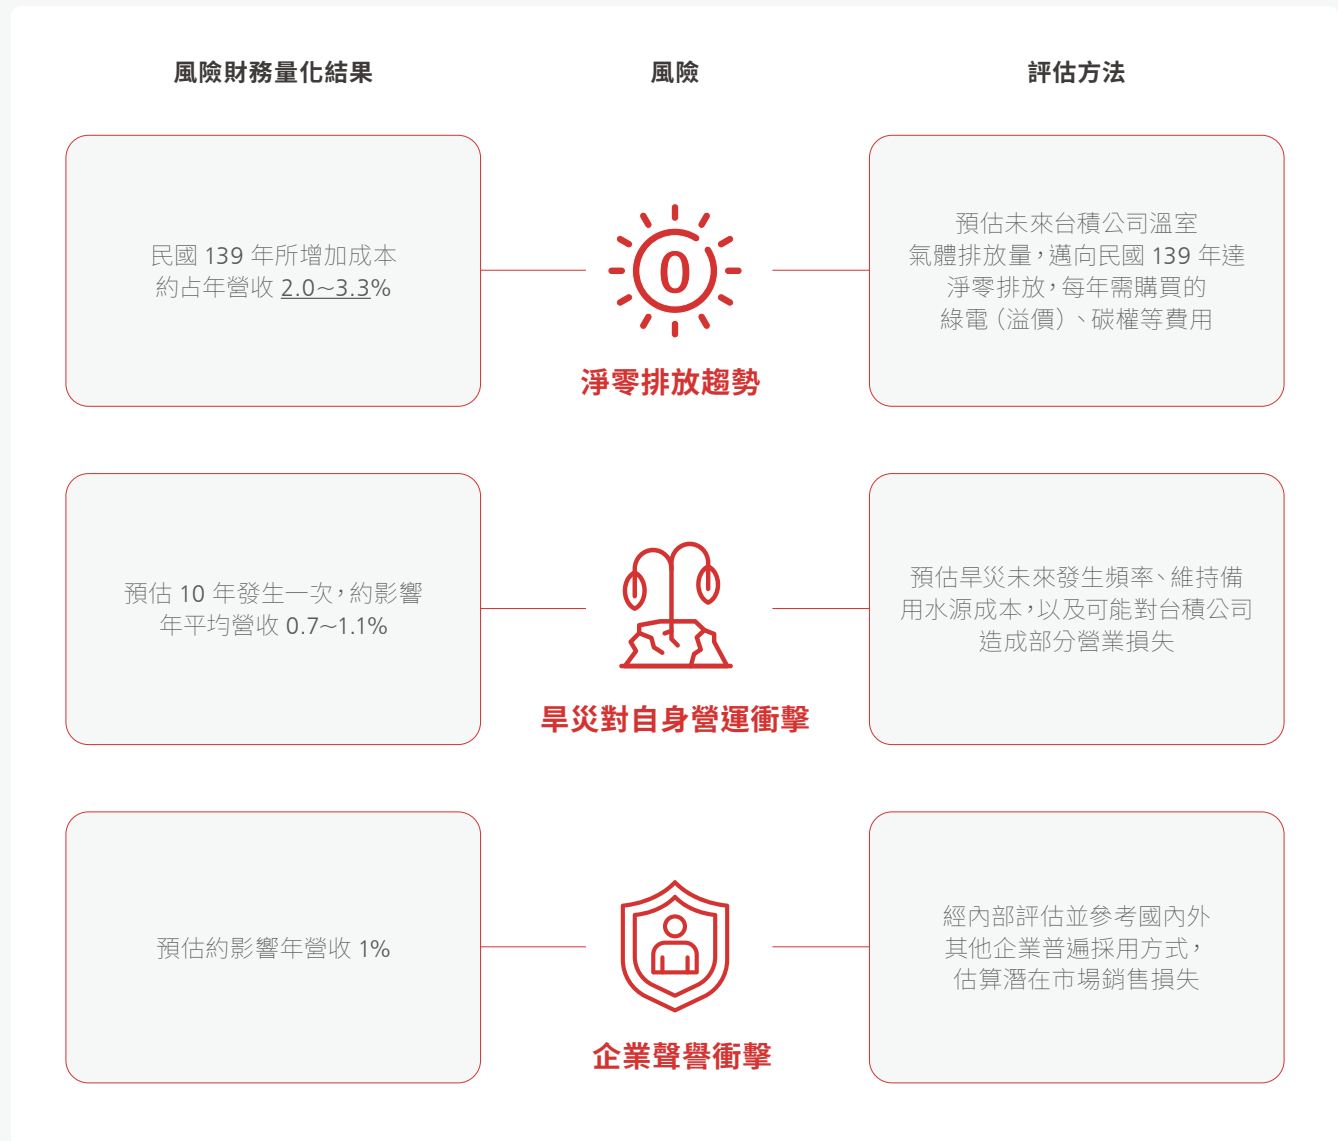 風險財務量化結果
風險
評估方法
民國 139 年所增加成本
約占年營收 2.0~3.3%
0
淨零排放趨勢
預估未來台積公司溫室
氣體排放量,邁向民國 139 年達
淨零排放,每年需購買的
綠電(溢價)、碳權等費用
預估 10 年發生一次,約影響
年平均營收 0.7~1.1%
旱災對自身營運衝擊
預估旱災未來發生頻率、維持備
用水源成本,以及可能對台積公司
造成部分營業損失
預估約影響年營收 1%
企業聲譽衝擊
經內部評估並參考國內外
其他企業普遍採用方式,
估算潛在市場銷售損失